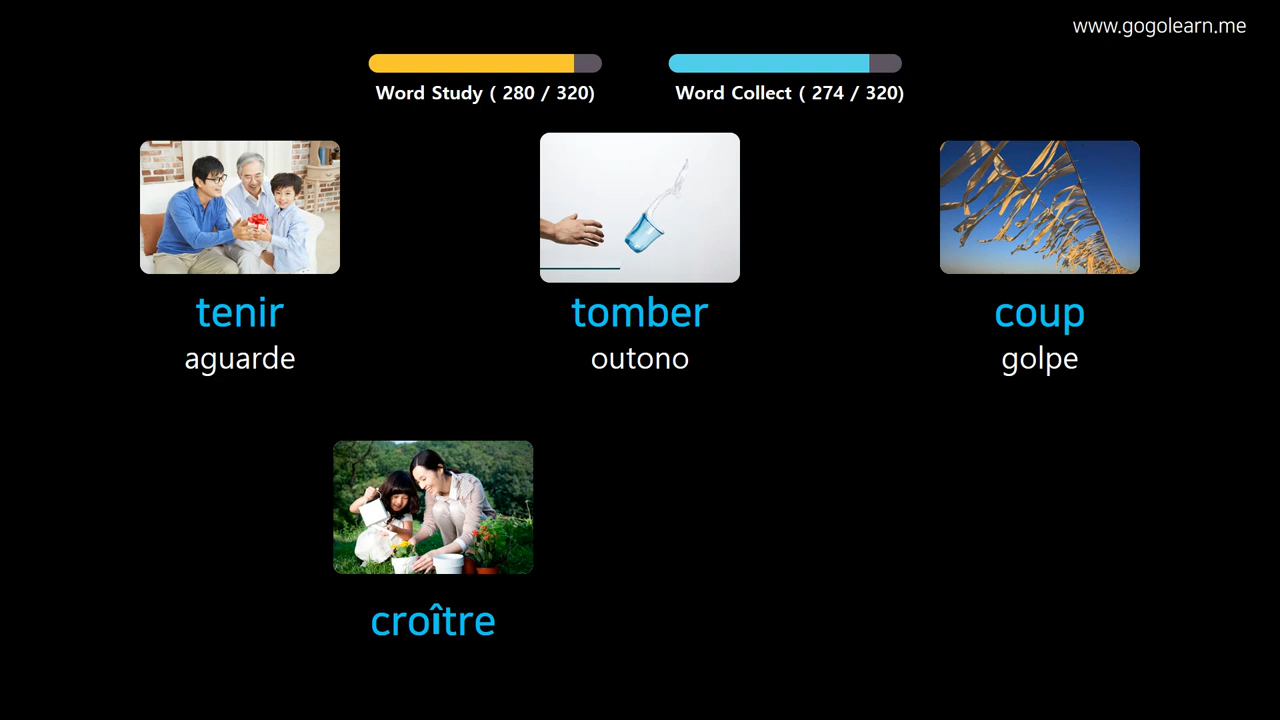 www.gogolearn.me
Word Study ( 280 / 320)
Word Collect ( 274 / 320)
tenir
aguarde
tomber
outono
coup
golpe
croître